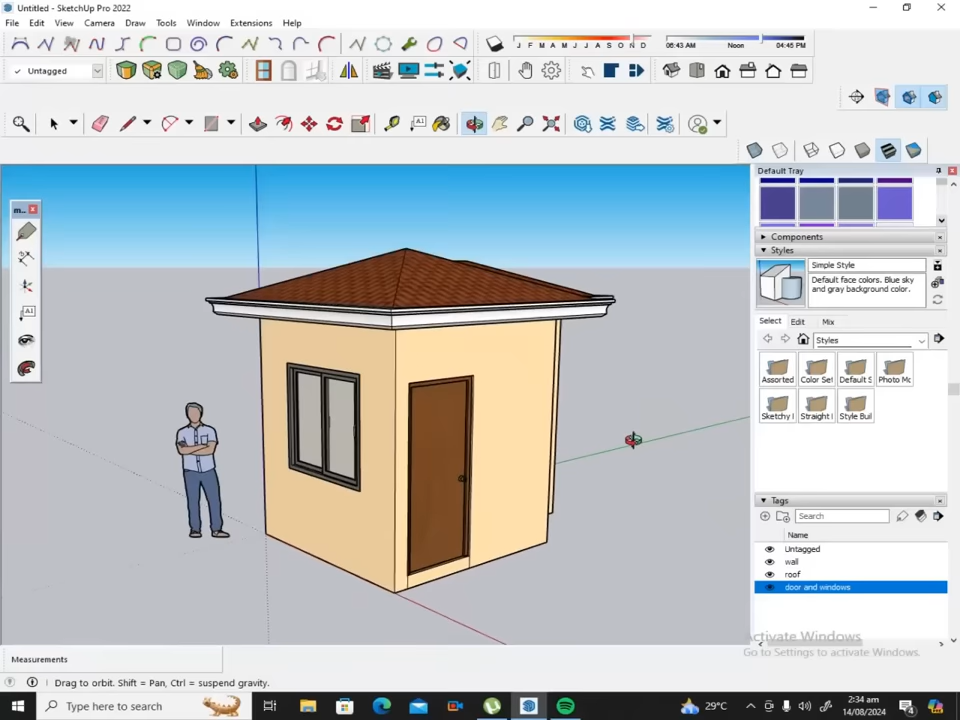 Untitled - SketchUp Pro 2022
File Edit View Camera Draw Tools Window Extensions Help
J F M A M J J A S O N D
06:43 AM Noon 04:45 PM
Untagged
Default Tray
m...
Components
Styles
Simple Style
Default face colors. Blue sky and gray background color.
Select Edit Mix
Styles
Assorted Color Set Default S Photo Mo
Sketchy Straight Style Buil
Tags
Search
Name
Untagged
wall
roof
door and windows
Activate Windows
Go to Settings to activate Windows.
Measurements
Drag to orbit. Shift = Pan, Ctrl = suspend gravity.
Type here to search
29°C
2:34 am
14/08/2024
4